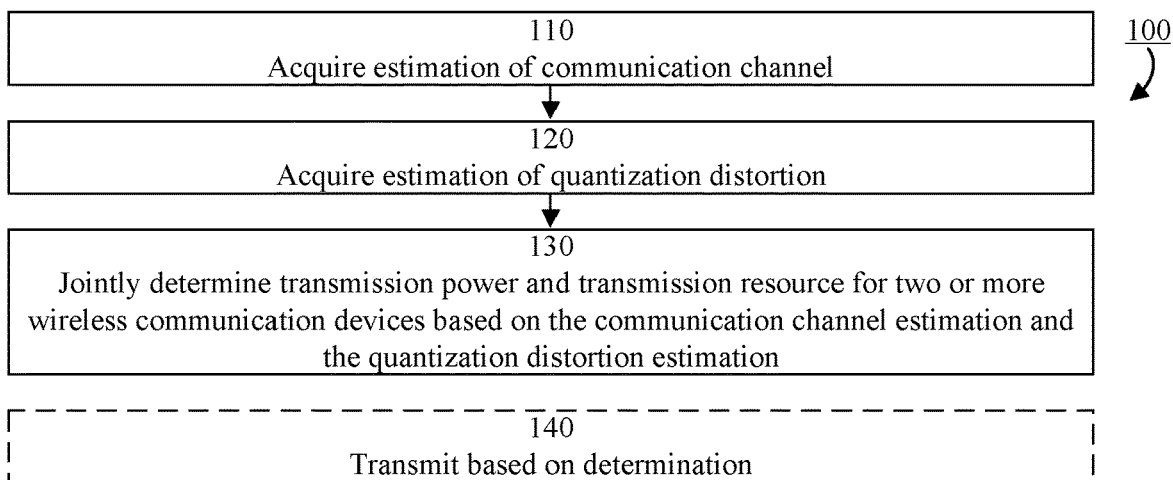 110
100
Acquire estimation of communication channel
120
Acquire estimation of quantization distortion
130
Jointly determine transmission power and transmission resource for two or more
wireless communication devices based on the communication channel estimation and
the quantization distortion estimation
140
Transmit based on determination